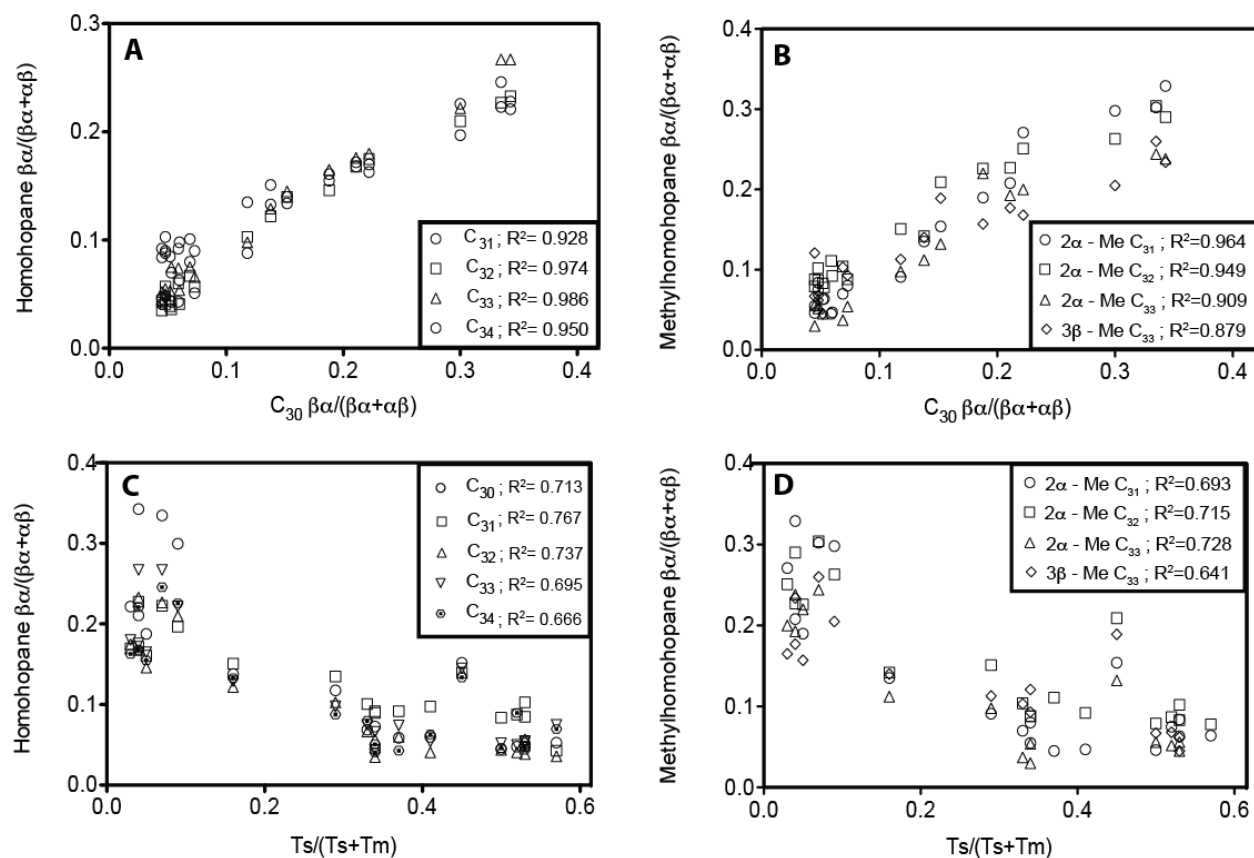 A
Homohopane βα/(βα+αβ)
0.3
0.2
0.1
0.0
0.0 0.1 0.2 0.3 0.4
C₃₀ βα/(βα+αβ)
C₃₁; R²= 0.928
C₃₂; R²= 0.974
C₃₃; R²= 0.986
C₃₄; R²= 0.950
B
Methylhomohopane βα/(βα+αβ)
0.4
0.3
0.2
0.1
0.0
0.0 0.1 0.2 0.3 0.4
C₃₀ βα/(βα+αβ)
2α - Me C₃₁ ; R²=0.964
2α - Me C₃₂ ; R²=0.949
2α - Me C₃₃ ; R²=0.909
3β - Me C₃₃ ; R²=0.879
C
Homohopane βα/(βα+αβ)
0.4
0.3
0.2
0.1
0.0
0.0 0.2 0.4 0.6
Ts/(Ts+Tm)
C₃₀ ; R²= 0.713
C₃₁ ; R²= 0.767
C₃₂ ; R²= 0.737
C₃₃ ; R²= 0.695
C₃₄ ; R²= 0.666
D
Methylhomohopane βα/(βα+αβ)
0.4
0.3
0.2
0.1
0.0
0.0 0.2 0.4 0.6
Ts/(Ts+Tm)
2α - Me C₃₁ ; R²=0.693
2α - Me C₃₂ ; R²=0.715
2α - Me C₃₃ ; R²=0.728
3β - Me C₃₃ ; R²=0.641